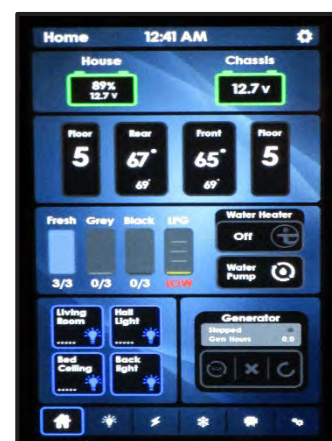 Home 12:41 AM
House Chassis
89%
12.7 v
12.7 v
Floor Rear Front Floor
5 67° 65° 5
69° 69°
Fresh Grey Black LPG
3/3 0/3 0/3 LOW
Water Heater
Off
Water
Pump
Living
Room
Hall
Light
Bed
Ceiling
Back
light
Generator
Stopped
Gen Hours 0.0